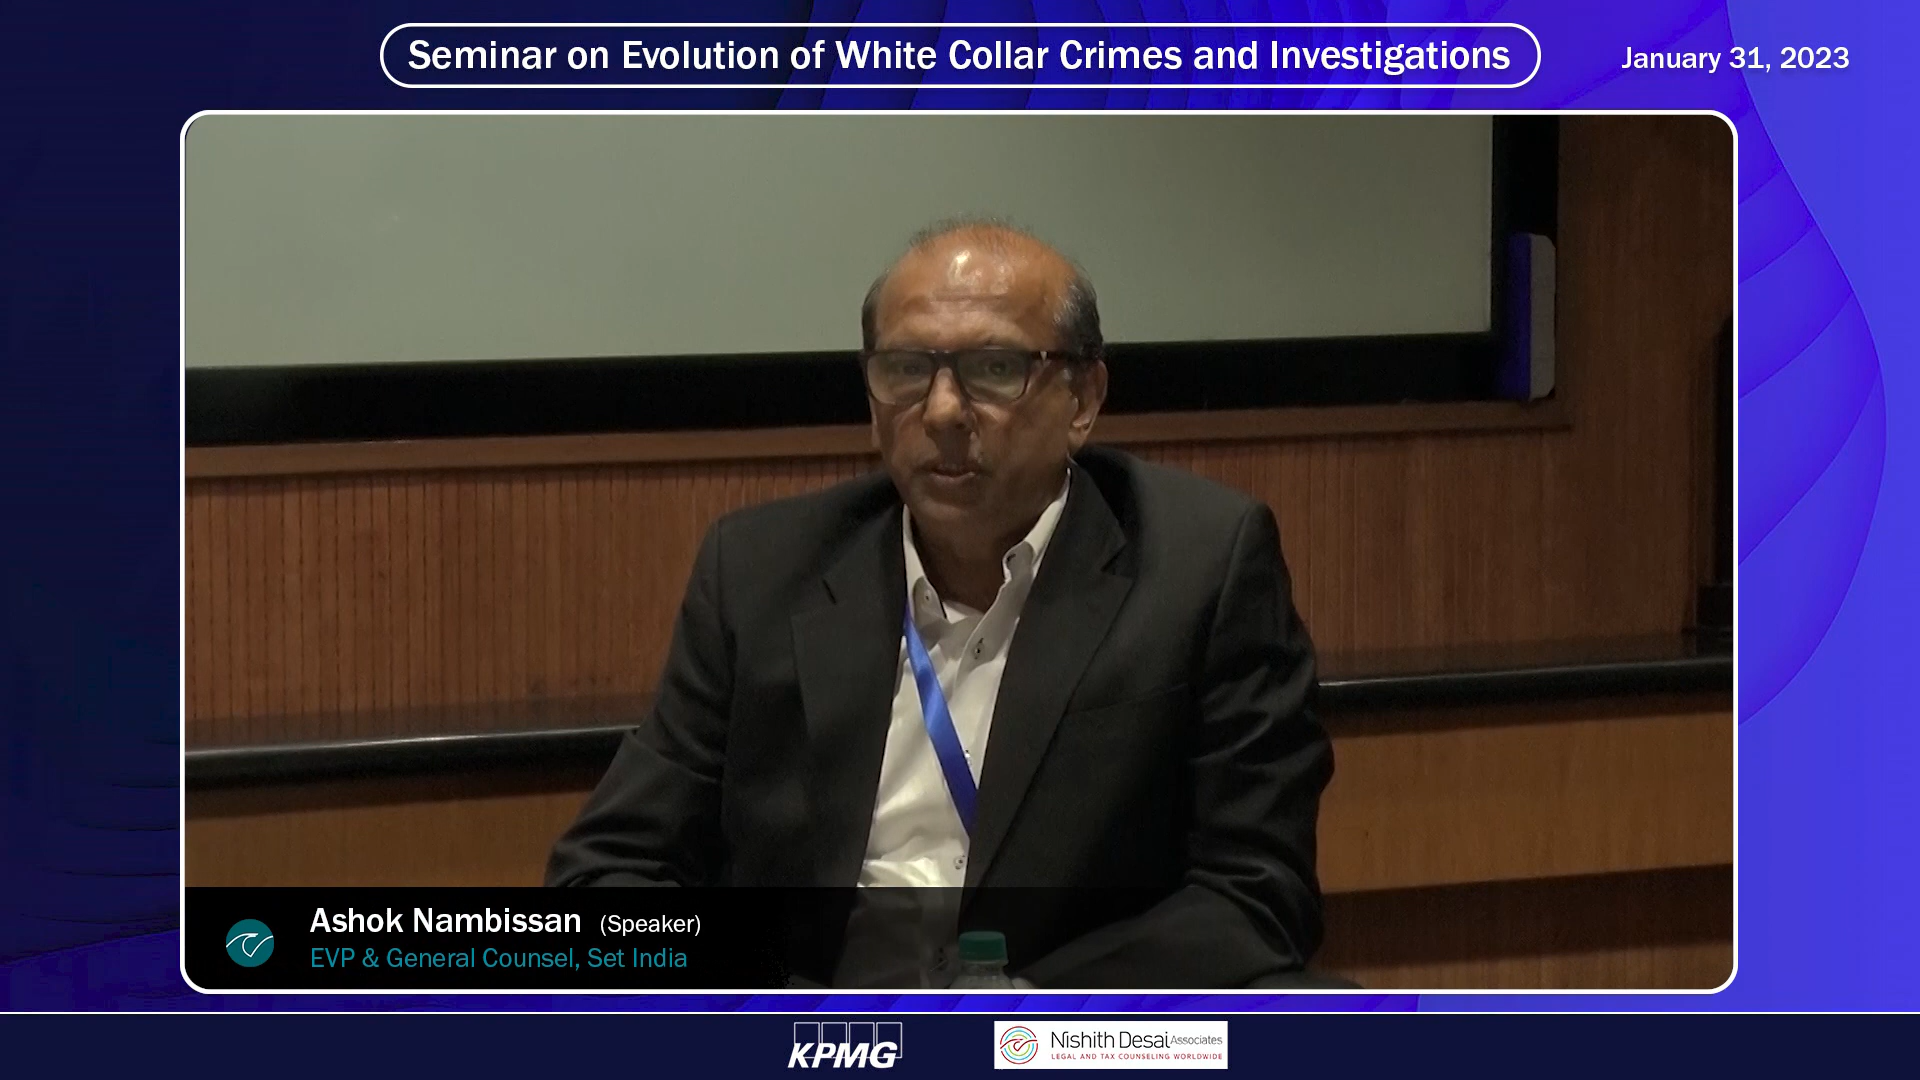 Seminar on Evolution of White Collar Crimes and Investigations
January 31, 2023
Ashok Nambissan (Speaker)
EVP & General Counsel, Set India
KPMG
Nishith Desai Associates
LEGAL AND TAX COUNSELING WORLDWIDE